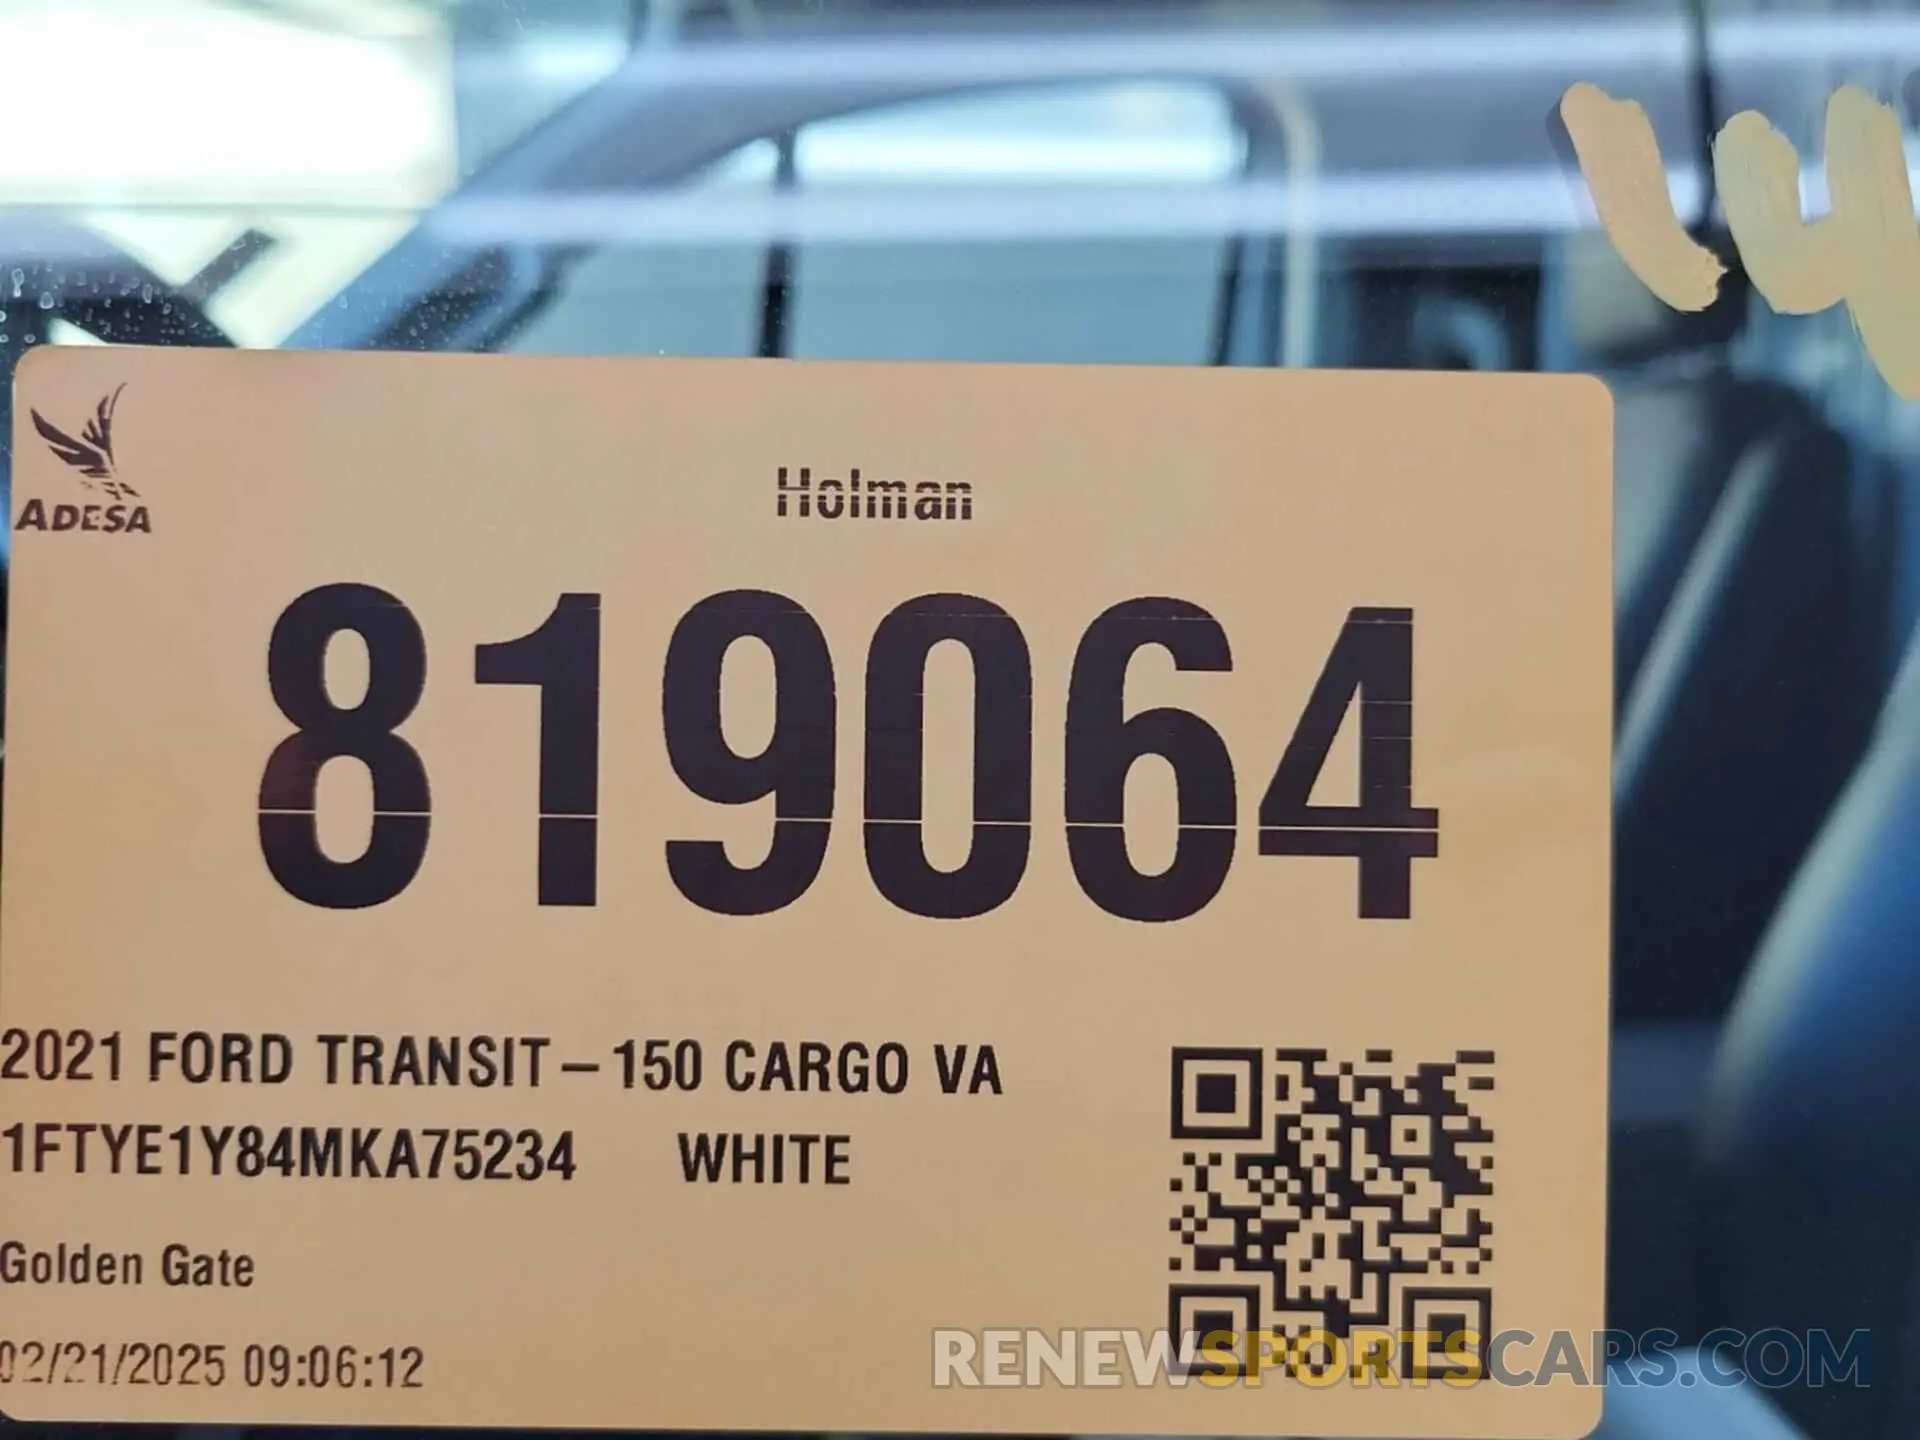 ADESA
Holman
819064
2021 FORD TRANSIT-150 CARGO VA
1FTYE1Y84MKA75234 WHITE
Golden Gate
02/21/2025 09:06:12
RENEWSPORTSCARS.COM